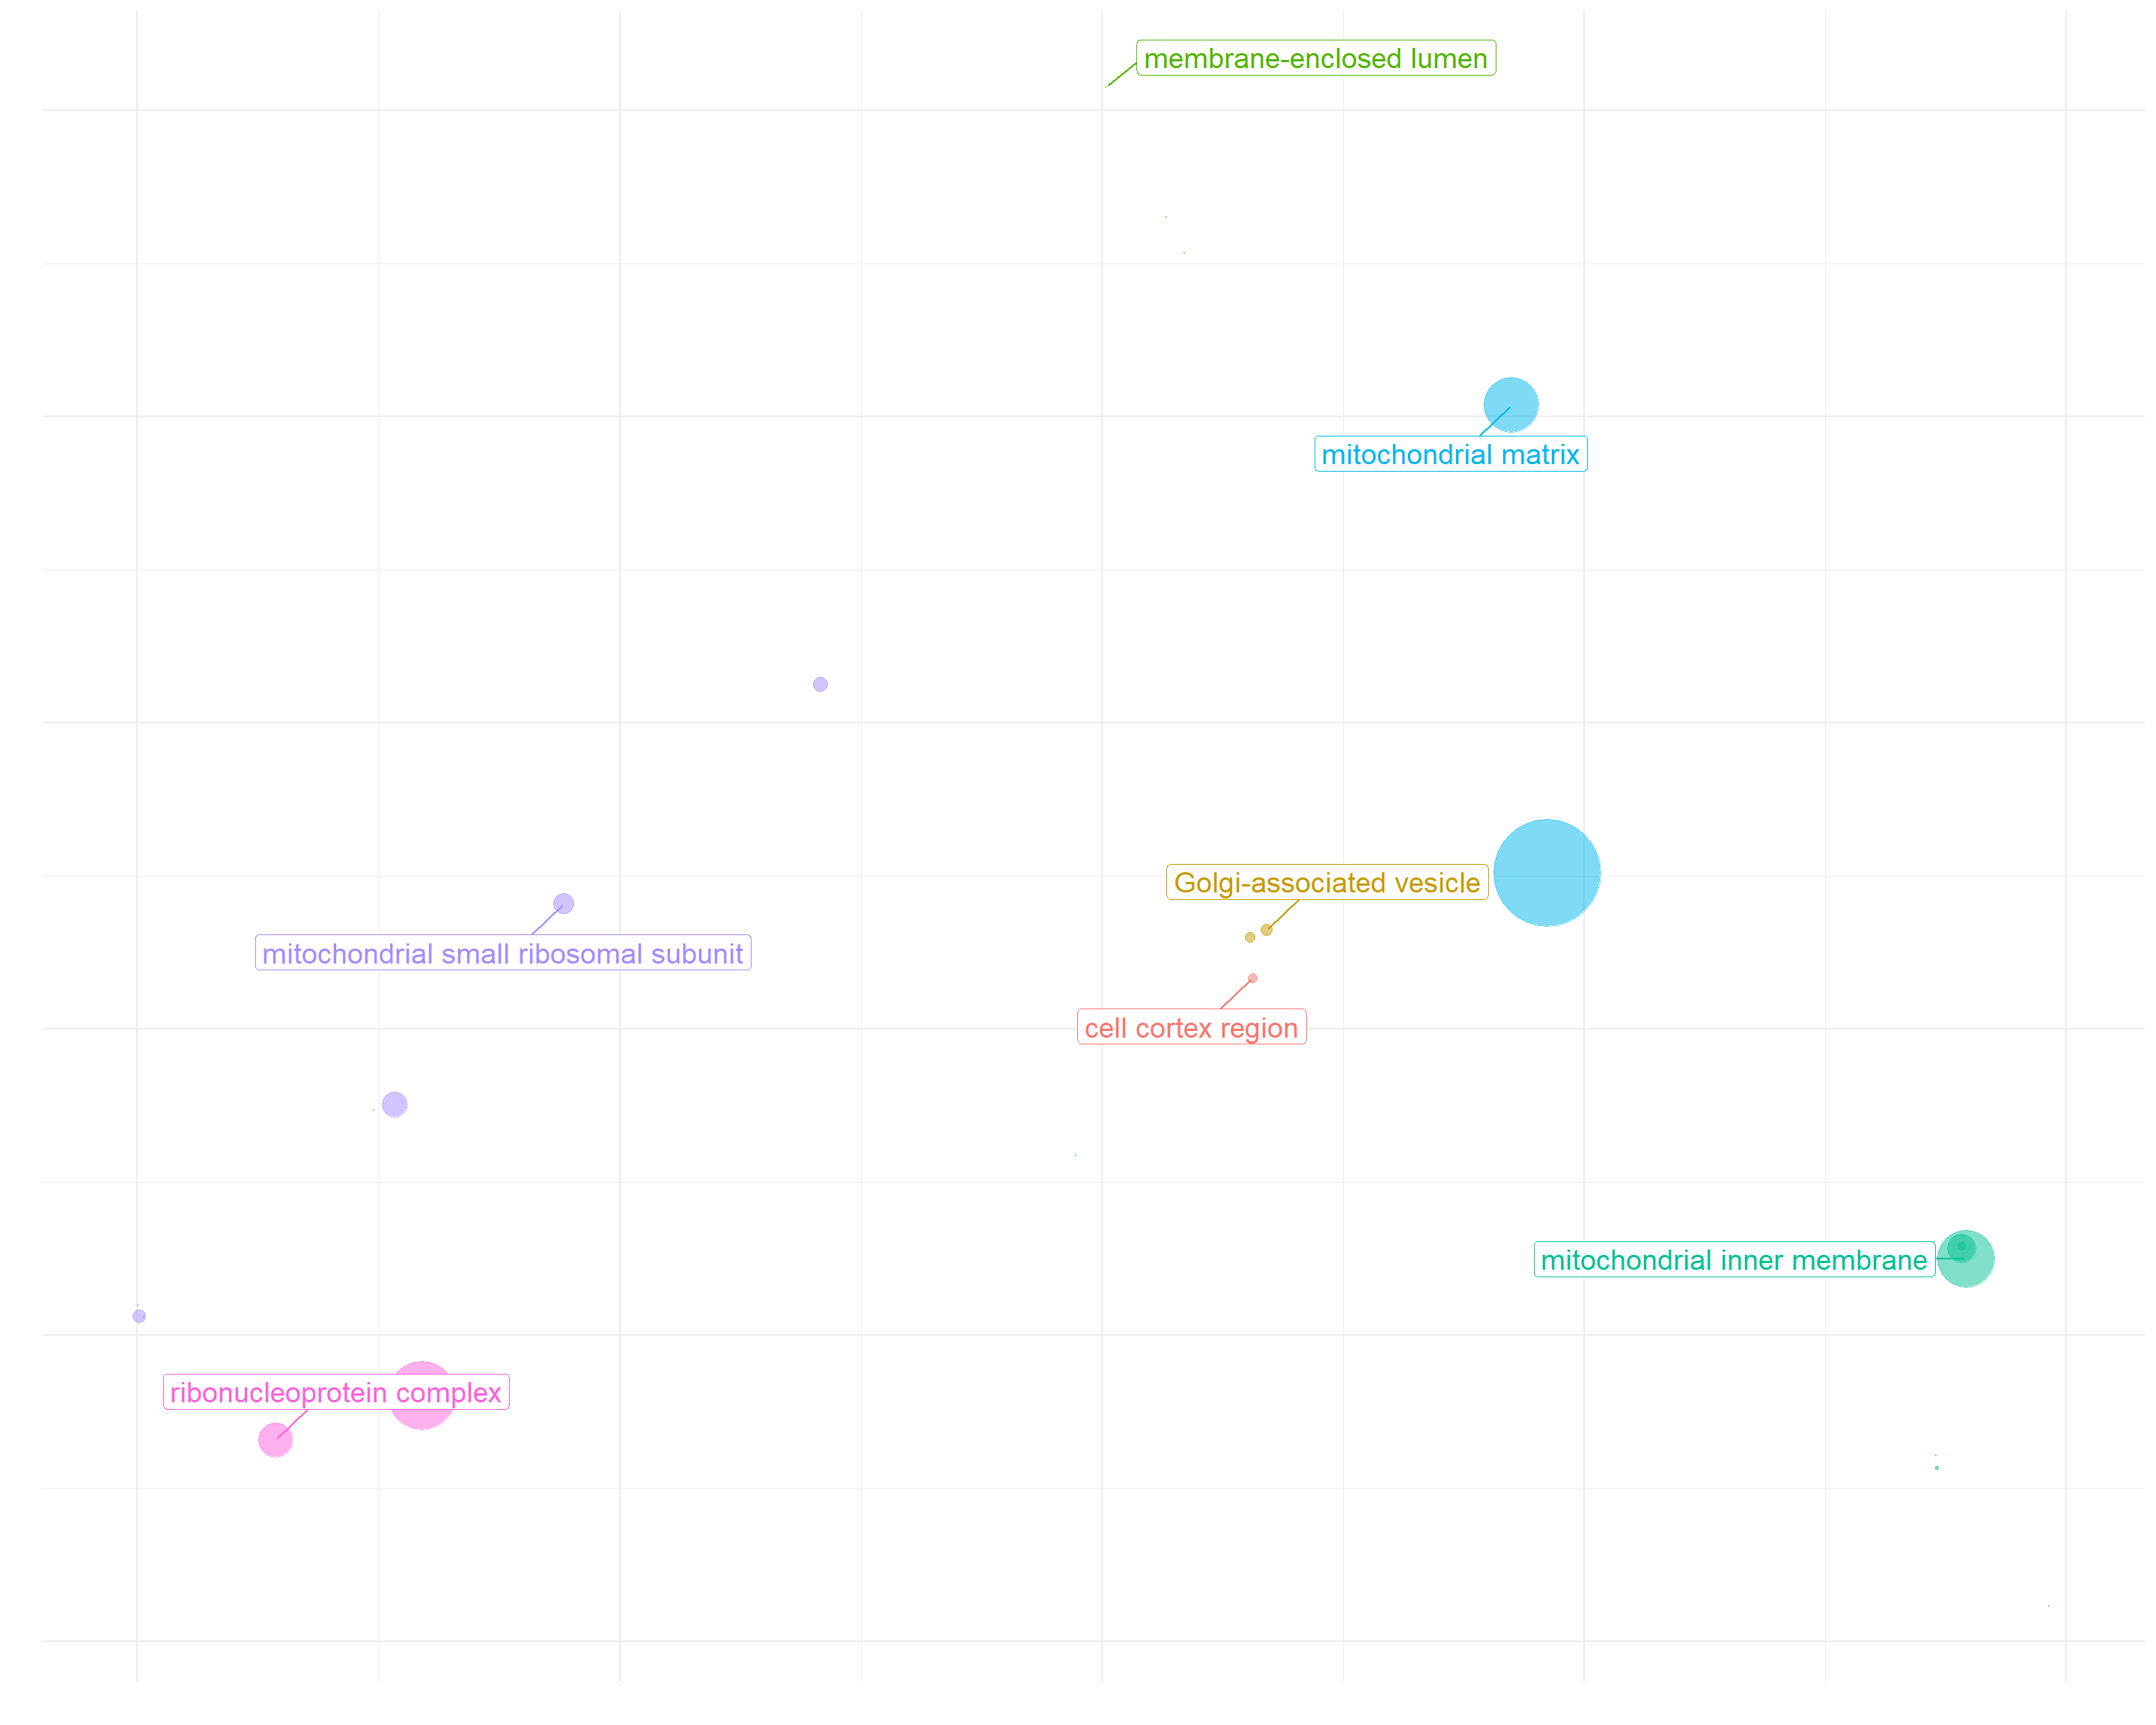 membrane-enclosed lumen
mitochondrial matrix
Golgi-associated vesicle
mitochondrial small ribosomal subunit
cell cortex region
mitochondrial inner membrane
ribonucleoprotein complex